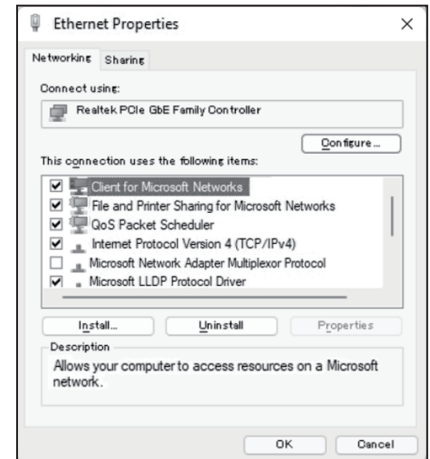 Ethernet Properties
Networking Sharing
Connect using:
Realtek PCIe GbE Family Controller
Configure...
This connection uses the following items:
Client for Microsoft Networks
File and Printer Sharing for Microsoft Networks
QoS Packet Scheduler
Internet Protocol Version 4 (TCP/IPv4)
Microsoft Network Adapter Multiplexor Protocol
Microsoft LLDP Protocol Driver
Install... Uninstall Properties
Description
Allows your computer to access resources on a Microsoft
network.
OK Cancel